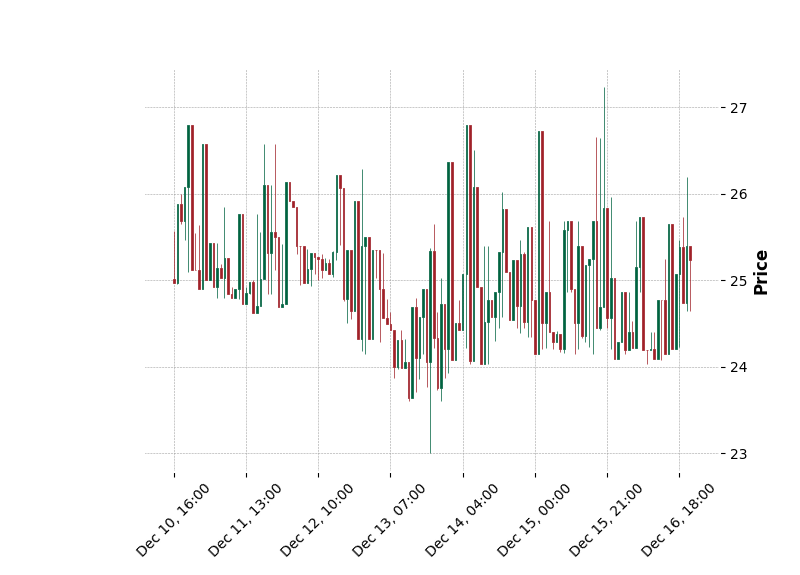 27
26
25
24
23
Price
Dec 10, 16:00
Dec 11, 13:00
Dec 12, 10:00
Dec 13, 07:00
Dec 14, 04:00
Dec 15, 00:00
Dec 15, 21:00
Dec 16, 18:00